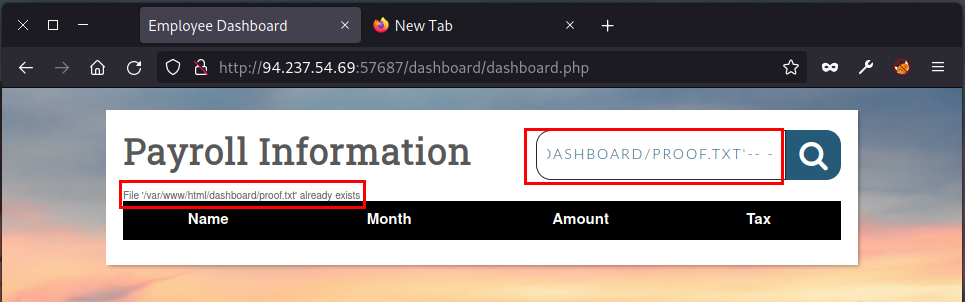 Employee Dashboard
New Tab
http://94.237.54.69:57687/dashboard/dashboard.php
Payroll Information
DASHBOARD/PROOF.TXT'-- -
File '/var/www/html/dashboard/proof.txt' already exists
Name Month Amount Tax